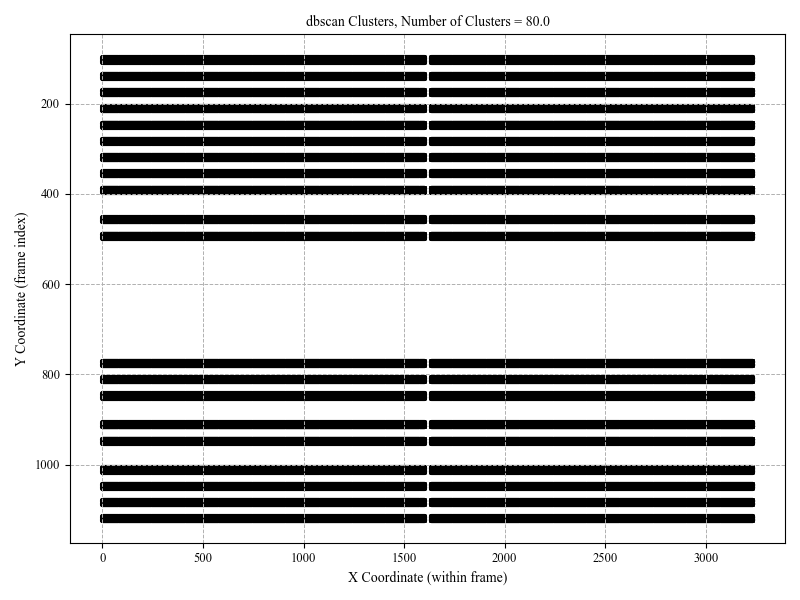 dbscan Clusters, Number of Clusters = 80.0
Y Coordinate (frame index)
200
400
600
800
1000
0 500 1000 1500 2000 2500 3000
X Coordinate (within frame)